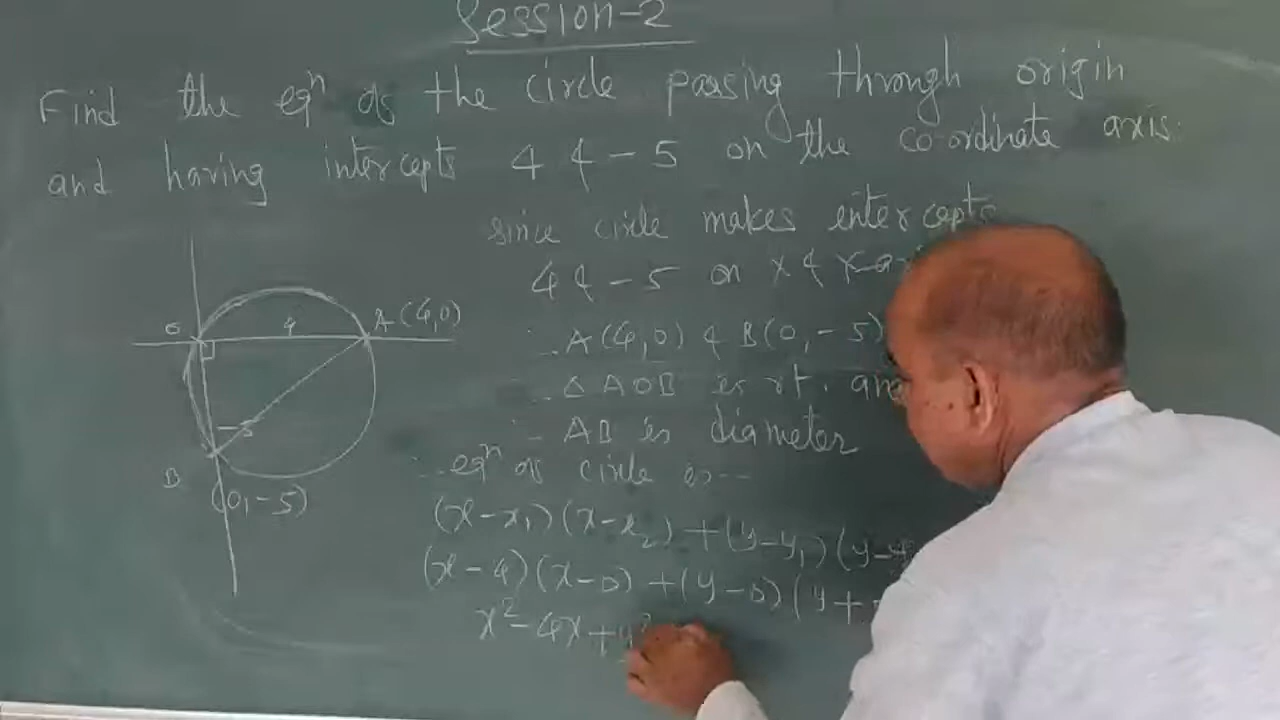 Session-2
Find the eqⁿ of the circle passing through origin
and having intercepts 4 & -5 on the co-ordinate axis.
since circle makes intercepts
4 & -5 on X &
∴ A(4,0) & B(0,-5)
∴ △AOB is rt.
∴ AB is diameter
∴ eqⁿ of circle is--
(x-x₁)(x-x₂)+(y-y₁)(y-
(x-4)(x-0)+(y-0)(y+
x²-4x+y²
O
4
A(4,0)
-5
B
(0,-5)